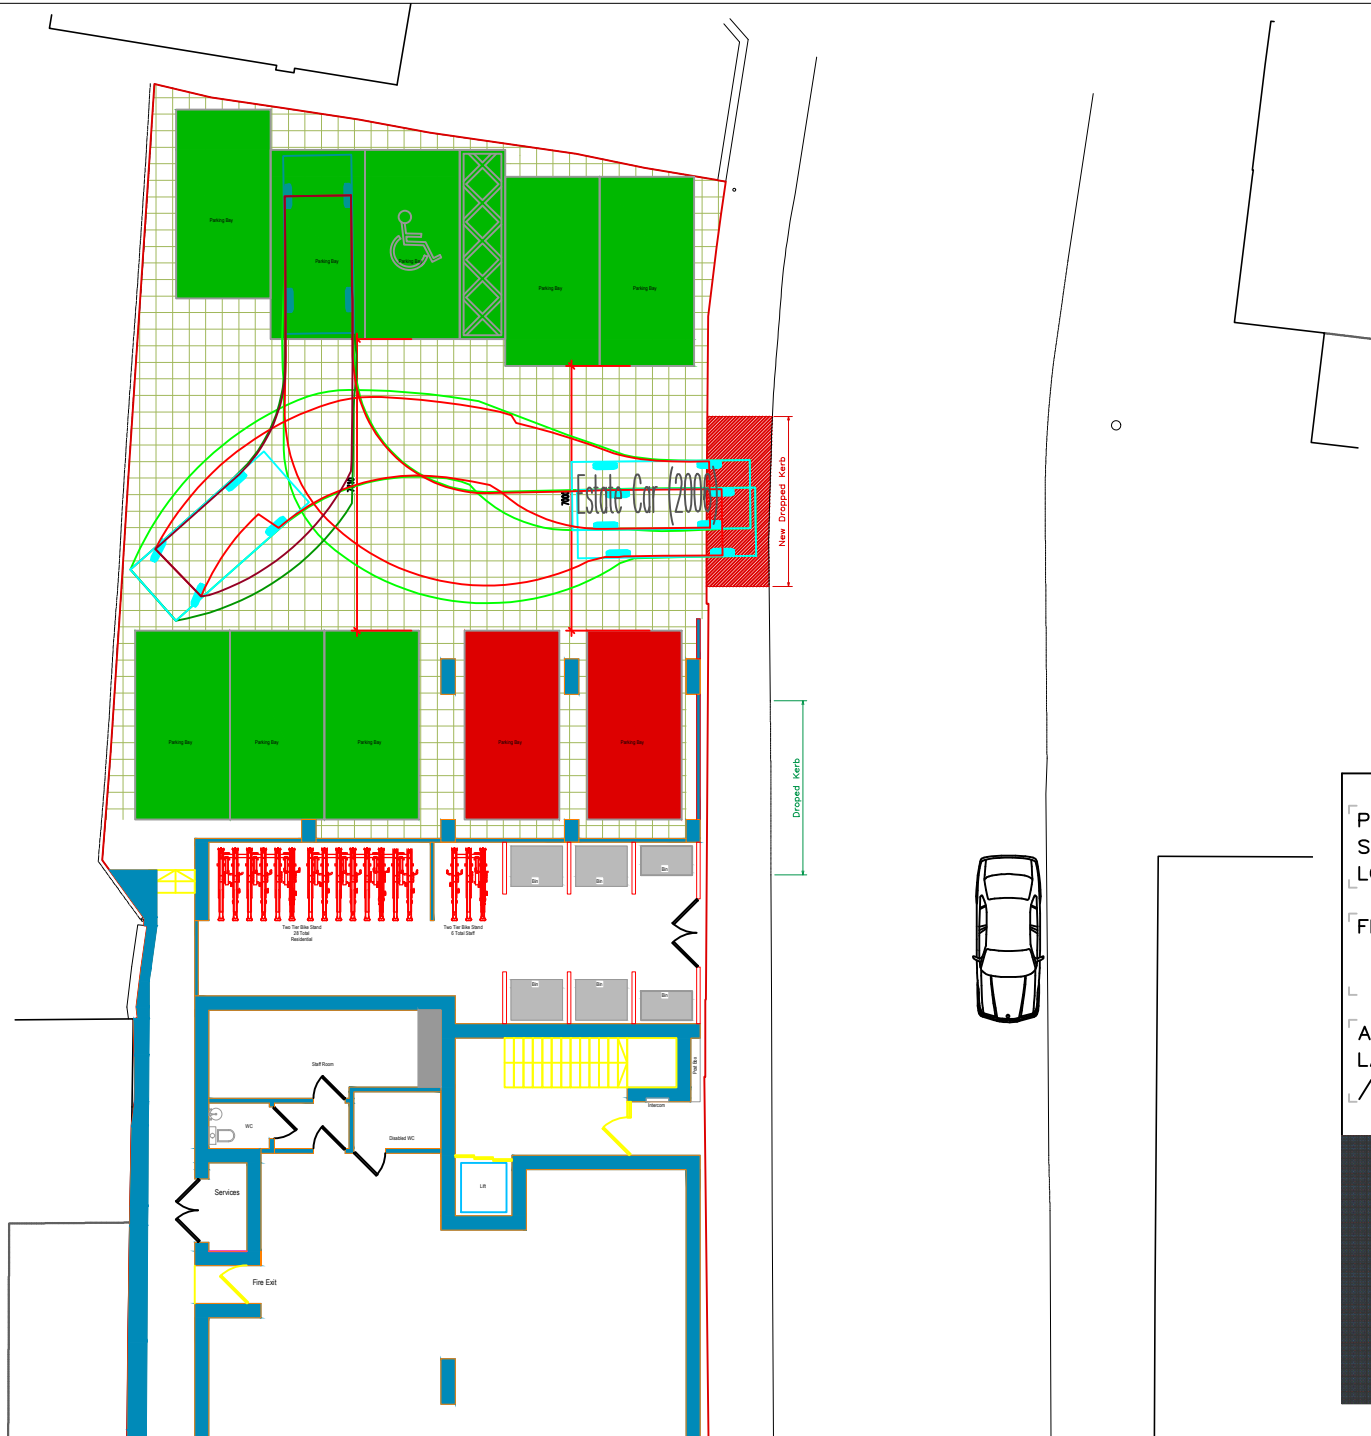 Parking Bay
Parking Bay
Parking Bay
Parking Bay
Parking Bay
Estate Car (2006)
7000
New Dropped Kerb
Parking Bay
Parking Bay
Parking Bay
Parking Bay
Parking Bay
Droped Kerb
Bin
Bin
Bin
Two Tier Bike Stand
28 Total
Residential
Two Tier Bike Stand
6 Total Staff
Bin
Bin
Bin
Staff Room
Post Box
Intercom
WC
Disabled WC
Lift
Services
Fire Exit
P
S